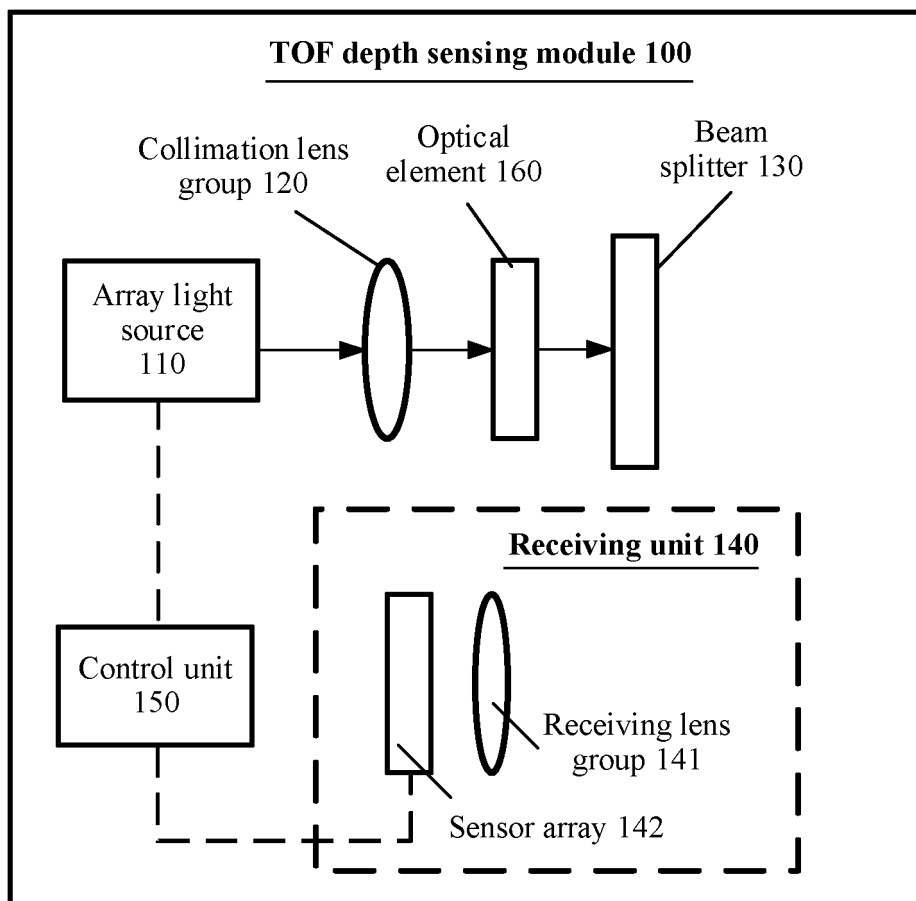 TOF depth sensing module 100
Collimation lens
group 120
Optical
element 160
Beam
splitter 130
Array light
source
110
Receiving unit 140
Control unit
150
Receiving lens
group 141
Sensor array 142